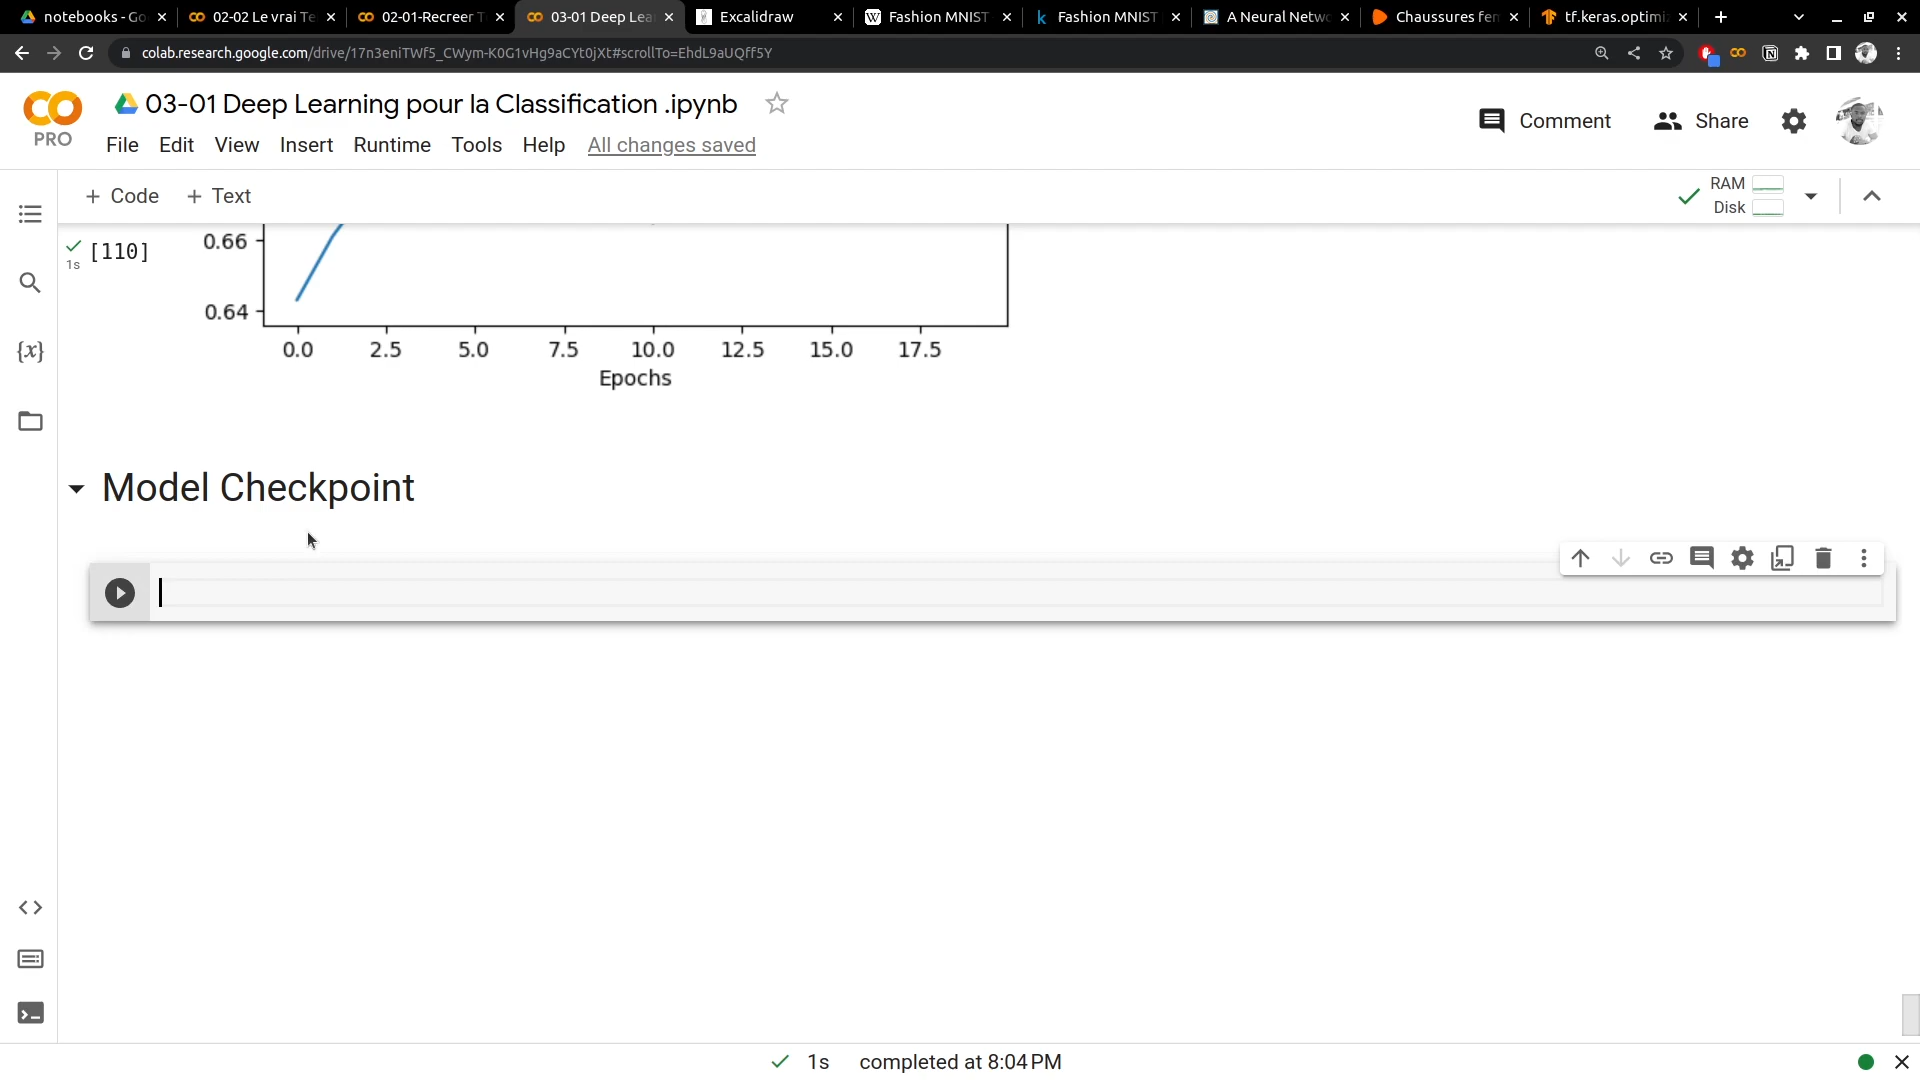 notebooks - Go
02-02 Le vrai Te
02-01-Recreer T
03-01 Deep Lea
Excalidraw
Fashion MNIST
Fashion MNIST
A Neural Netwo
Chaussures fem
tf.keras.optimi
colab.research.google.com/drive/17n3eniTWf5_CWym-K0G1vHg9aCYt0jXt#scrollTo=EhdL9aUQff5Y
PRO
03-01 Deep Learning pour la Classification .ipynb
File Edit View Insert Runtime Tools Help All changes saved
Comment
Share
+ Code + Text
RAM
Disk
[110]
1s
0.66
0.64
0.0 2.5 5.0 7.5 10.0 12.5 15.0 17.5
Epochs
{x}
Model Checkpoint
1s completed at 8:04 PM